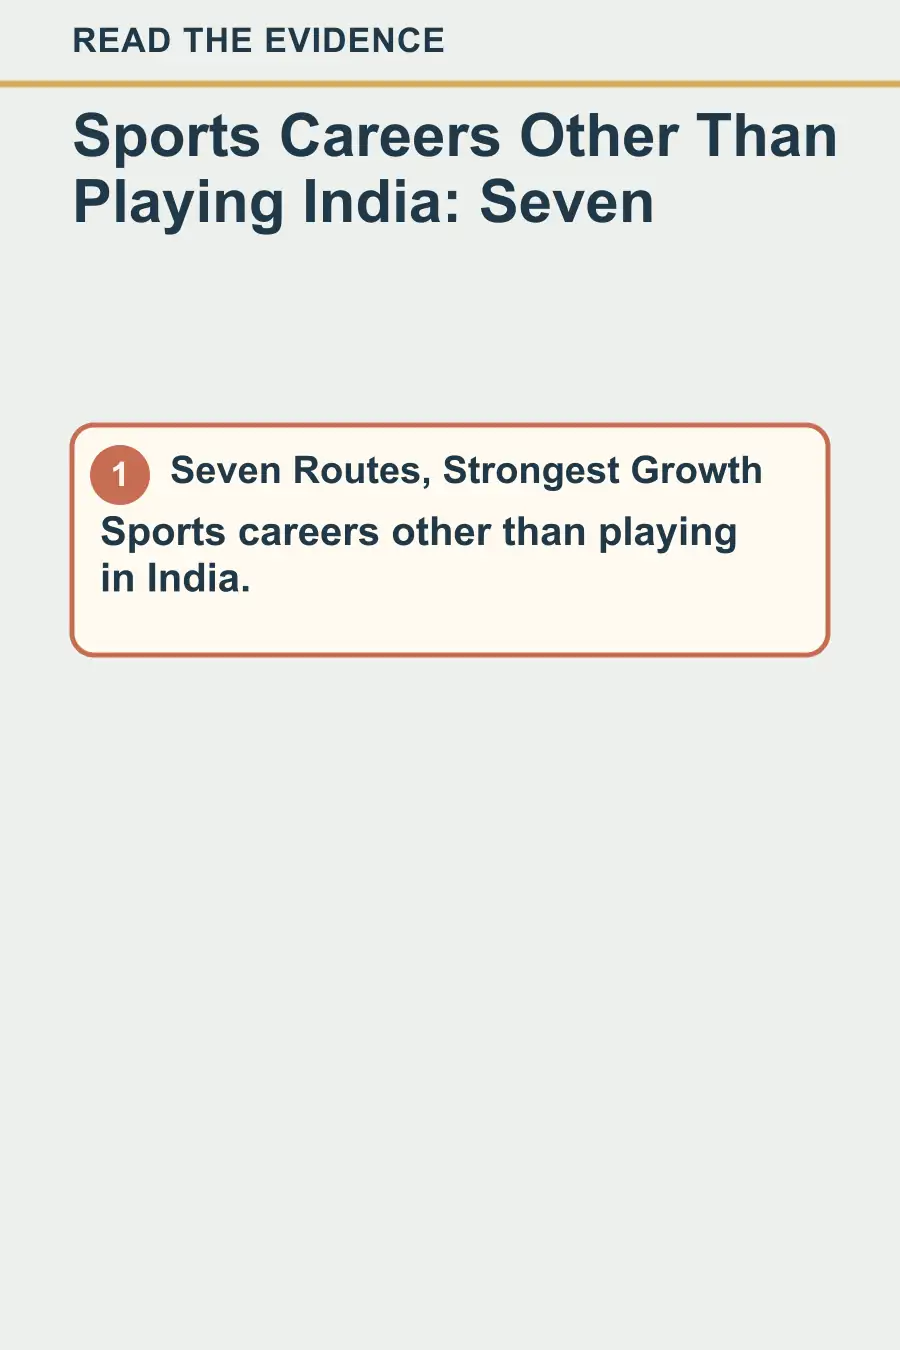 READ THE EVIDENCE
Sports Careers Other Than
Playing India: Seven
1 Seven Routes, Strongest Growth
Sports careers other than playing
in India.